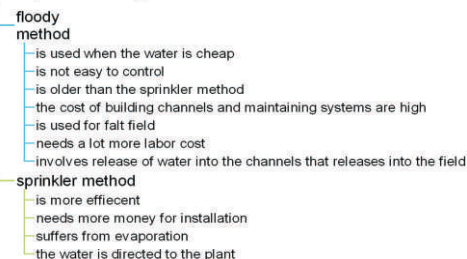 floody
method
is used when the water is cheap
is not easy to control
is older than the sprinkler method
the cost of building channels and maintaining systems are high
is used for falt field
needs a lot more labor cost
involves release of water into the channels that releases into the field
sprinkler method
is more effiecent
needs more money for installation
suffers from evaporation
the water is directed to the plant